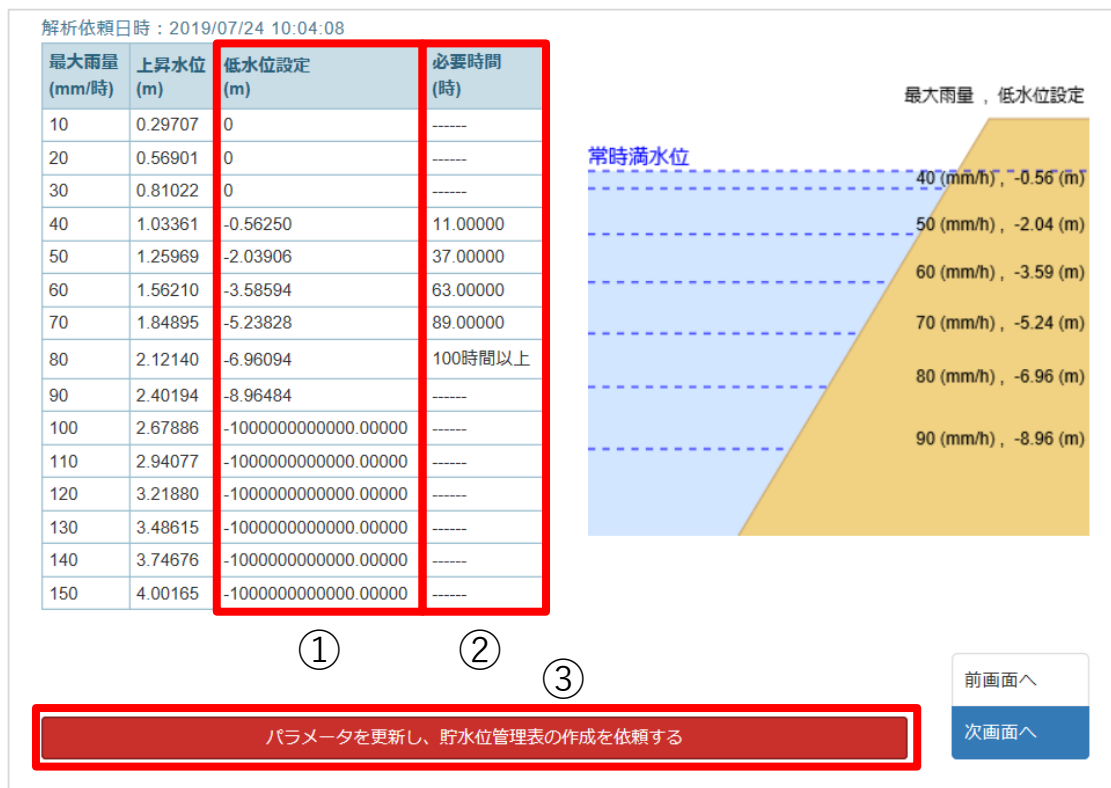 解析依頼日時：2019/07/24 10:04:08
最大雨量 (mm/時) 上昇水位 (m) 低水位設定 (m) 必要時間 (時)
10 0.29707 0 ------
20 0.56901 0 ------
30 0.81022 0 ------
40 1.03361 -0.56250 11.00000
50 1.25969 -2.03906 37.00000
60 1.56210 -3.58594 63.00000
70 1.84895 -5.23828 89.00000
80 2.12140 -6.96094 100時間以上
90 2.40194 -8.96484 ------
100 2.67886 -1000000000000.00000 ------
110 2.94077 -1000000000000.00000 ------
120 3.21880 -1000000000000.00000 ------
130 3.48615 -1000000000000.00000 ------
140 3.74676 -1000000000000.00000 ------
150 4.00165 -1000000000000.00000 ------
最大雨量 , 低水位設定
常時満水位
40 (mm/h) , -0.56 (m)
50 (mm/h) , -2.04 (m)
60 (mm/h) , -3.59 (m)
70 (mm/h) , -5.24 (m)
80 (mm/h) , -6.96 (m)
90 (mm/h) , -8.96 (m)
① ②
③
パラメータを更新し、貯水位管理表の作成を依頼する
前画面へ
次画面へ